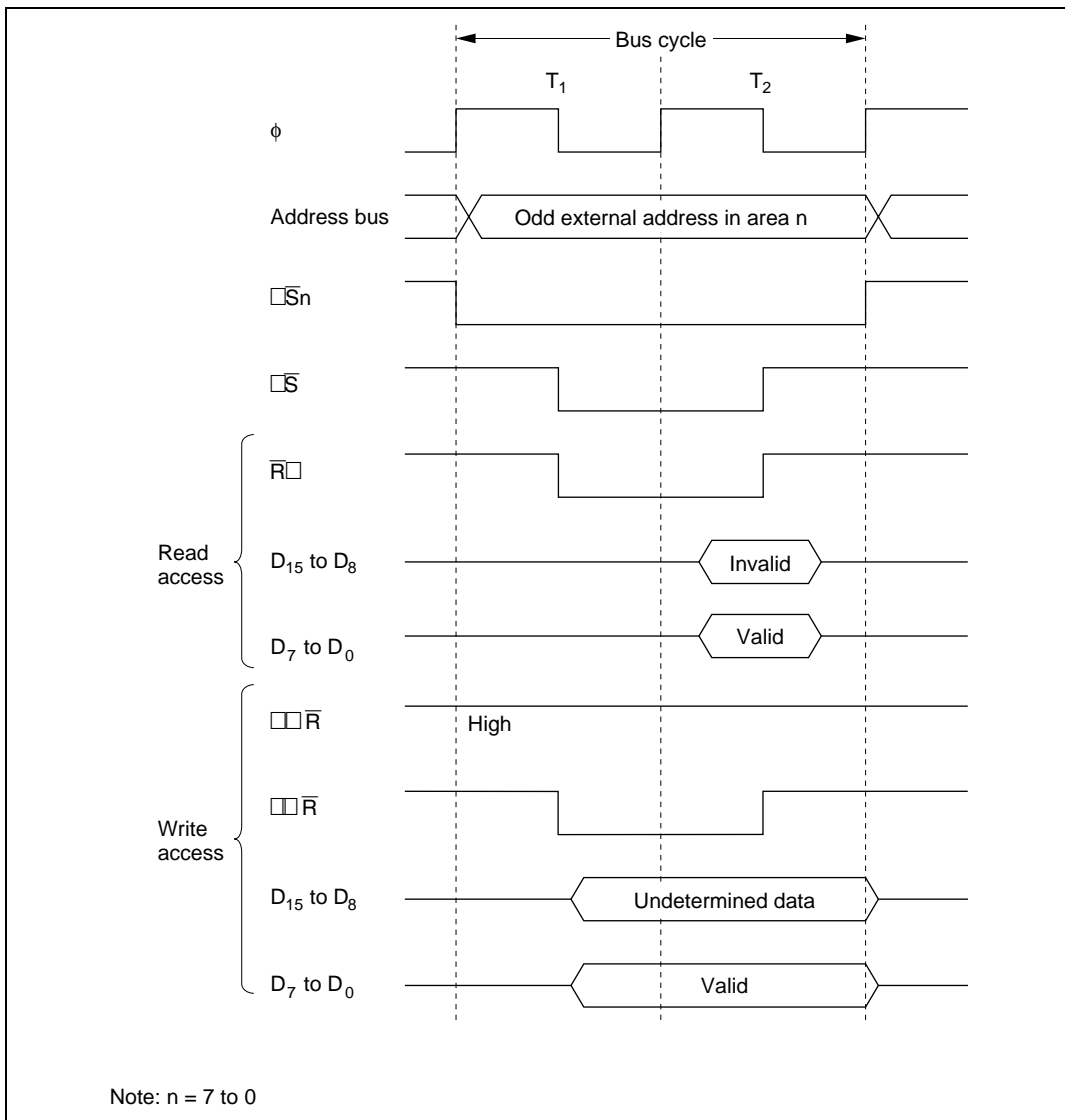 Bus cycle
T₁ T₂
ϕ
Address bus Odd external address in area n
□S̅n
□S̅
R̅□
Read access
D₁₅ to D₈ Invalid
D₇ to D₀ Valid
□□R̅ High
□□R̅
Write access
D₁₅ to D₈ Undetermined data
D₇ to D₀ Valid
Note: n = 7 to 0